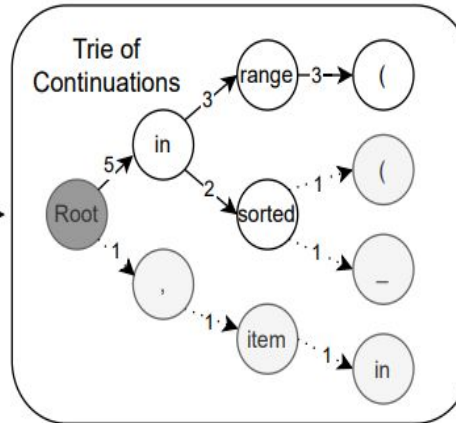 Trie of
Continuations
range
3
(
3
in
5
2
1
(
Root
sorted
1
1
_
,
1
item
1
in